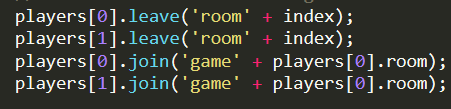 players[0].leave('room' + index);
players[1].leave('room' + index);
players[0].join('game' + players[0].room);
players[1].join('game' + players[0].room);